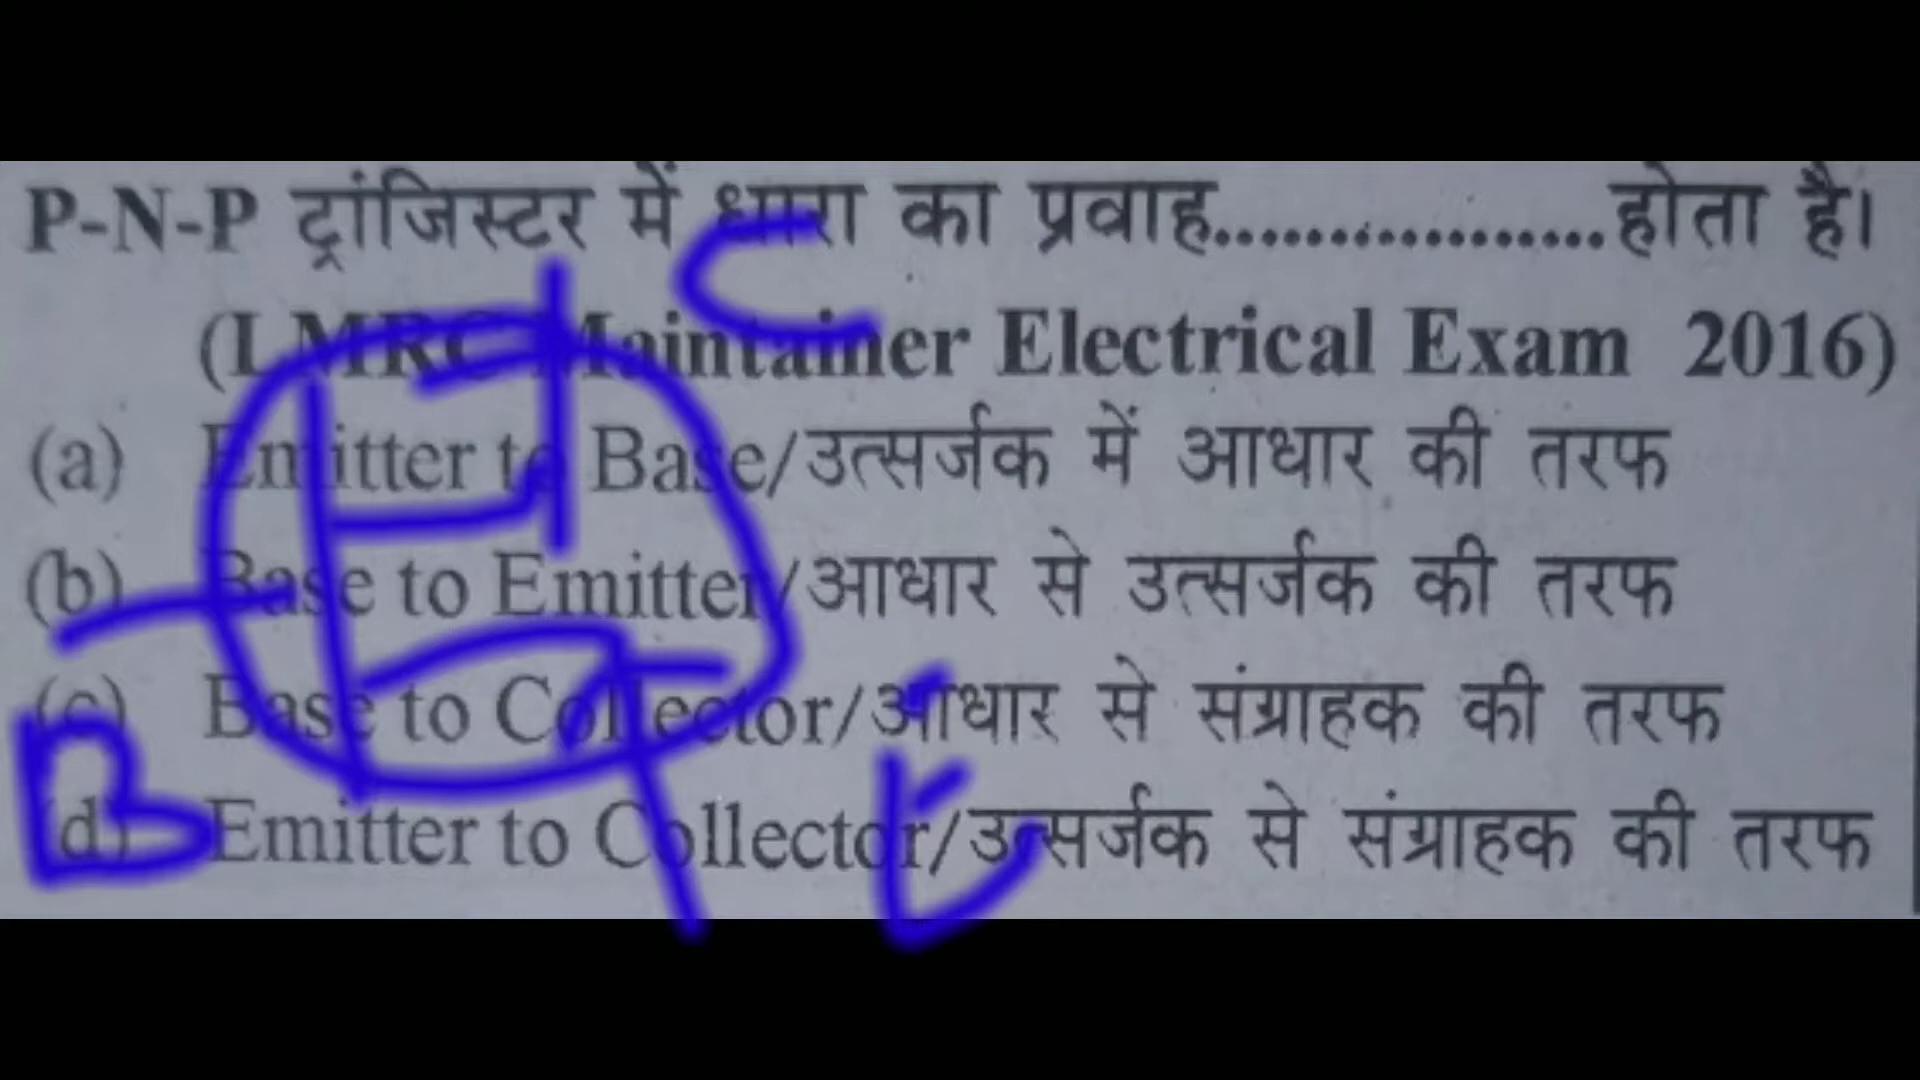 P-N-P ट्रांजिस्टर में धारा का प्रवाह.................होता है।
(LMRC Maintainer Electrical Exam 2016)
(a) Emitter to Base/उत्सर्जक में आधार की तरफ
(b) Base to Emitter/आधार से उत्सर्जक की तरफ
(c) Base to Collector/आधार से संग्राहक की तरफ
(d) Emitter to Collector/उत्सर्जक से संग्राहक की तरफ
C
B